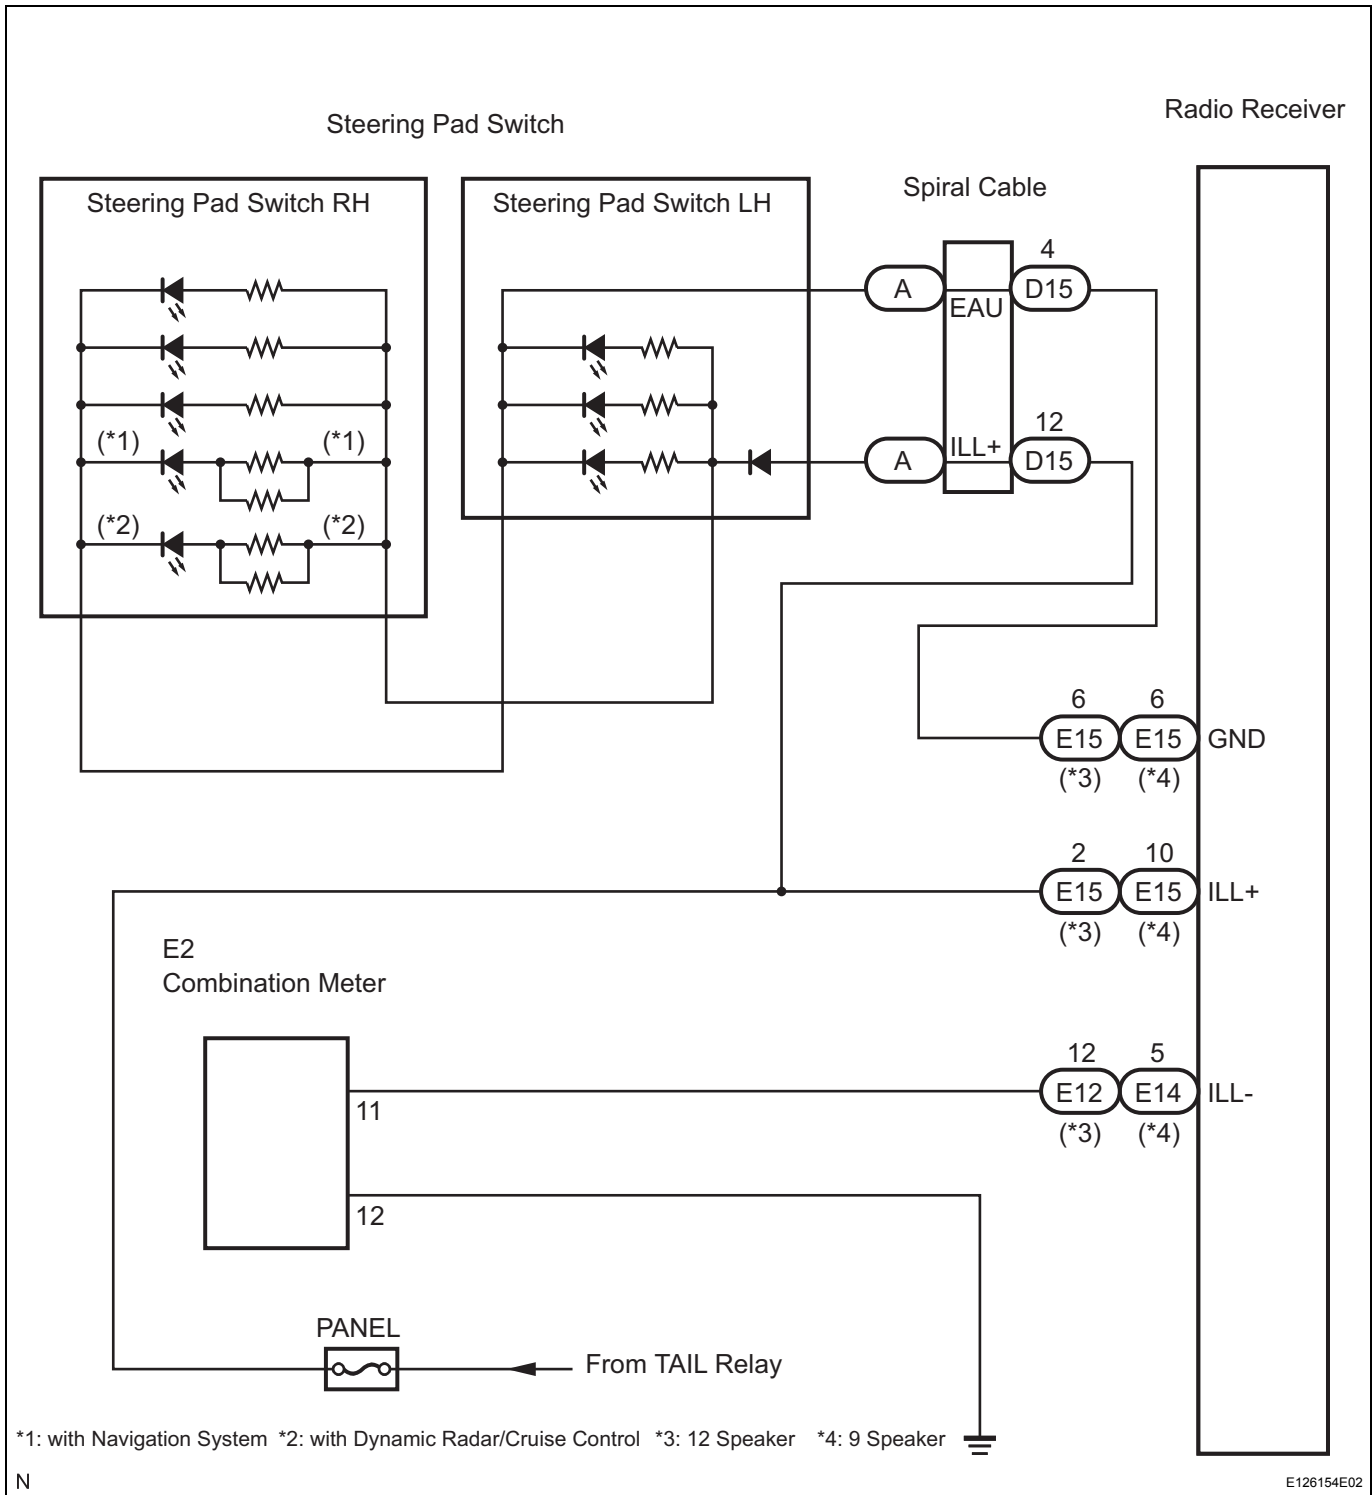 Radio Receiver
Steering Pad Switch
Steering Pad Switch RH
Steering Pad Switch LH
Spiral Cable
4
A
D15
EAU
(*1)
(*1)
12
ILL+
A
D15
(*2)
(*2)
6
6
E15
E15
GND
(*3)
(*4)
2
10
E15
E15
ILL+
(*3)
(*4)
E2
Combination Meter
12
5
E12
E14
ILL-
11
(*3)
(*4)
12
PANEL
From TAIL Relay
*1: with Navigation System *2: with Dynamic Radar/Cruise Control *3: 12 Speaker *4: 9 Speaker
N
E126154E02